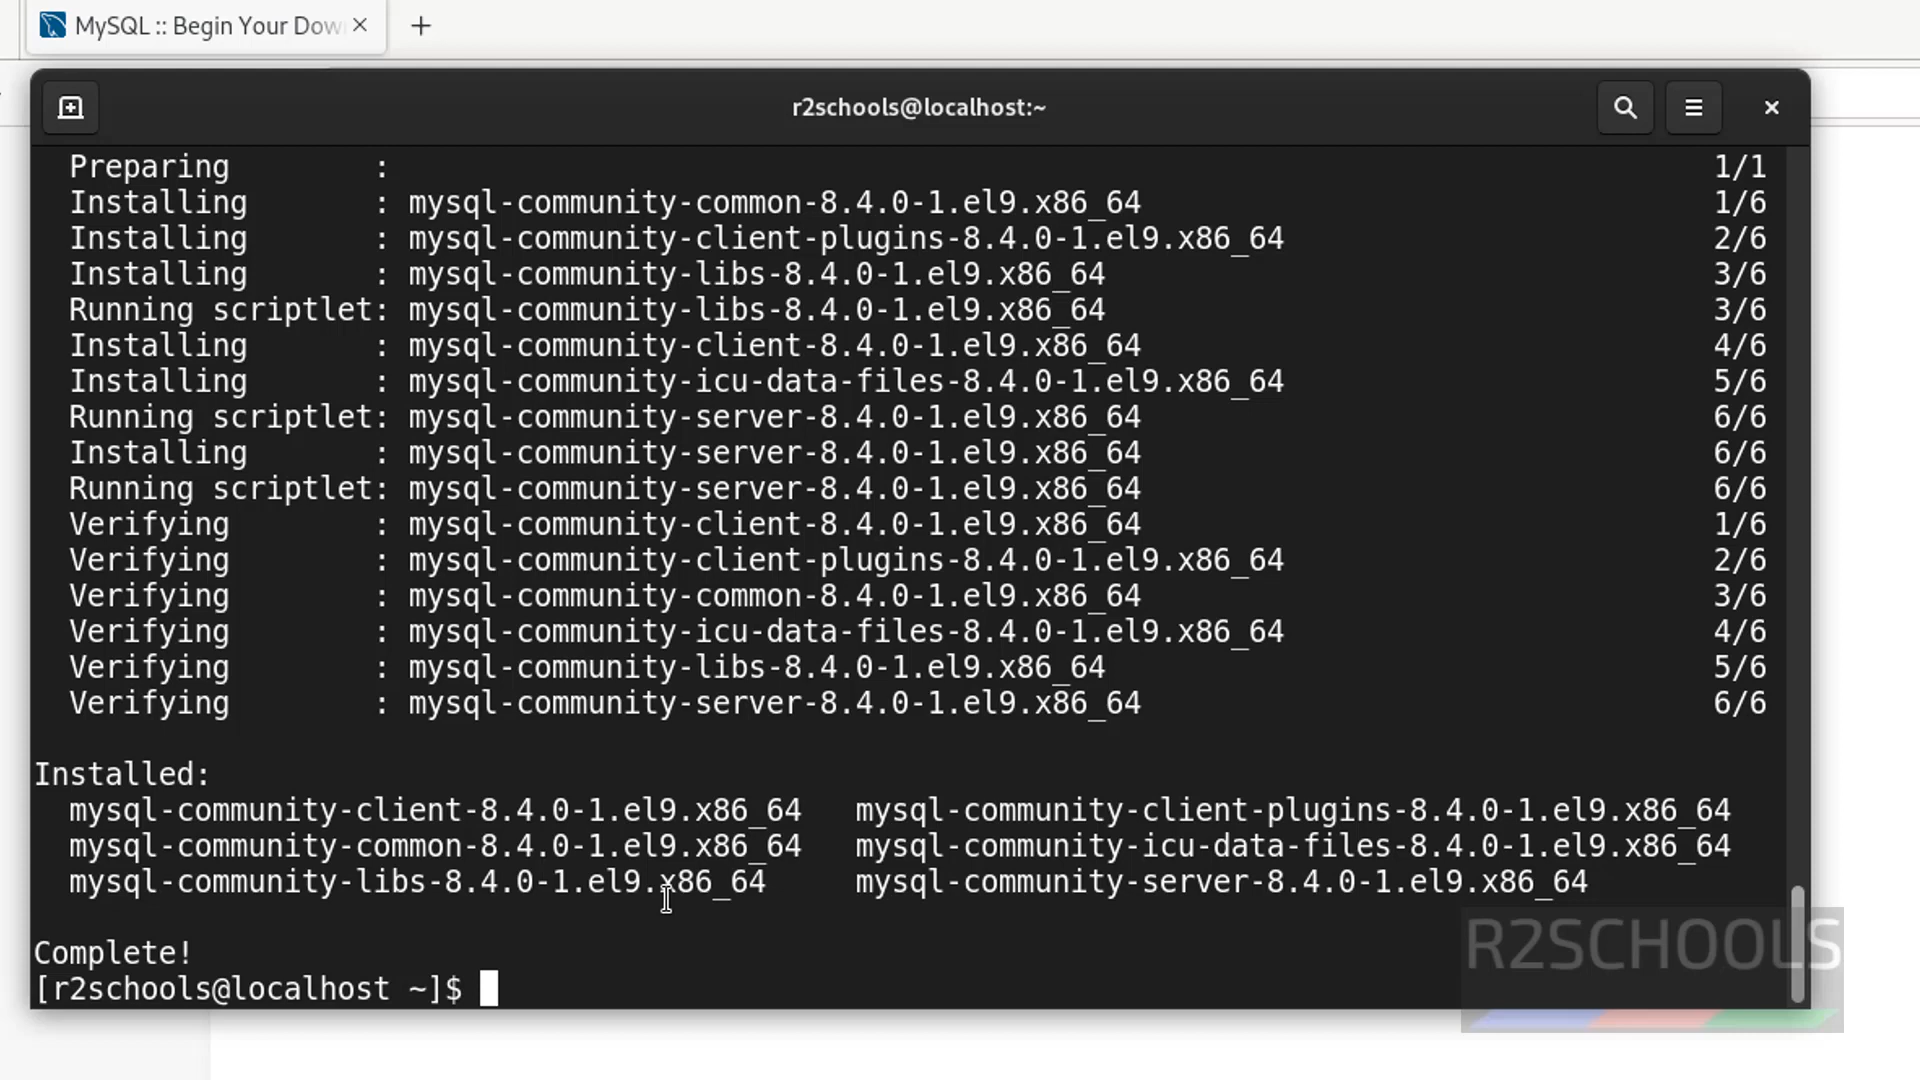 MySQL :: Begin Your Dow
r2schools@localhost:~
Preparing : 1/1
Installing : mysql-community-common-8.4.0-1.el9.x86_64 1/6
Installing : mysql-community-client-plugins-8.4.0-1.el9.x86_64 2/6
Installing : mysql-community-libs-8.4.0-1.el9.x86_64 3/6
Running scriptlet: mysql-community-libs-8.4.0-1.el9.x86_64 3/6
Installing : mysql-community-client-8.4.0-1.el9.x86_64 4/6
Installing : mysql-community-icu-data-files-8.4.0-1.el9.x86_64 5/6
Running scriptlet: mysql-community-server-8.4.0-1.el9.x86_64 6/6
Installing : mysql-community-server-8.4.0-1.el9.x86_64 6/6
Running scriptlet: mysql-community-server-8.4.0-1.el9.x86_64 6/6
Verifying : mysql-community-client-8.4.0-1.el9.x86_64 1/6
Verifying : mysql-community-client-plugins-8.4.0-1.el9.x86_64 2/6
Verifying : mysql-community-common-8.4.0-1.el9.x86_64 3/6
Verifying : mysql-community-icu-data-files-8.4.0-1.el9.x86_64 4/6
Verifying : mysql-community-libs-8.4.0-1.el9.x86_64 5/6
Verifying : mysql-community-server-8.4.0-1.el9.x86_64 6/6
Installed:
mysql-community-client-8.4.0-1.el9.x86_64 mysql-community-client-plugins-8.4.0-1.el9.x86_64
mysql-community-common-8.4.0-1.el9.x86_64 mysql-community-icu-data-files-8.4.0-1.el9.x86_64
mysql-community-libs-8.4.0-1.el9.x86_64 mysql-community-server-8.4.0-1.el9.x86_64
Complete!
[r2schools@localhost ~]$
R2SCHOOLS